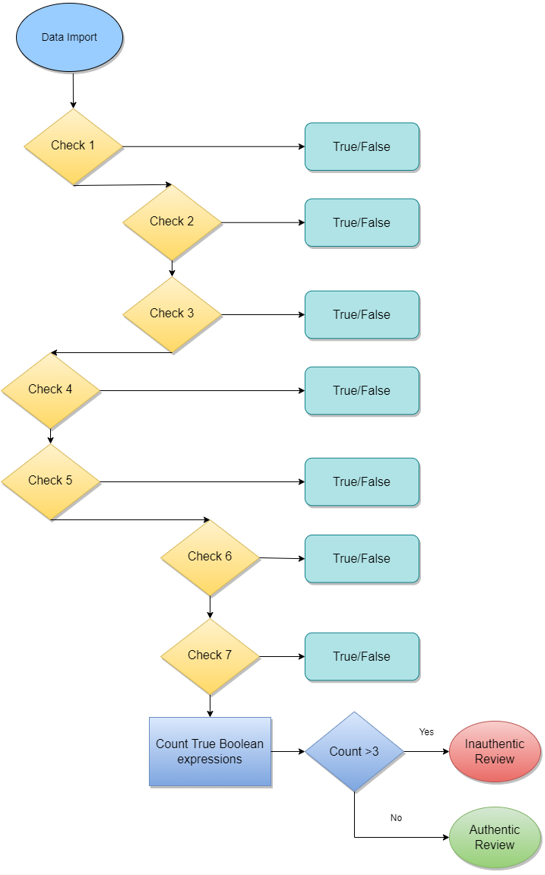 Data Import
Check 1
True/False
Check 2
True/False
Check 3
True/False
Check 4
True/False
Check 5
True/False
Check 6
True/False
Check 7
True/False
Count True Boolean
expressions
Count >3
Yes
Inauthentic
Review
No
Authentic
Review